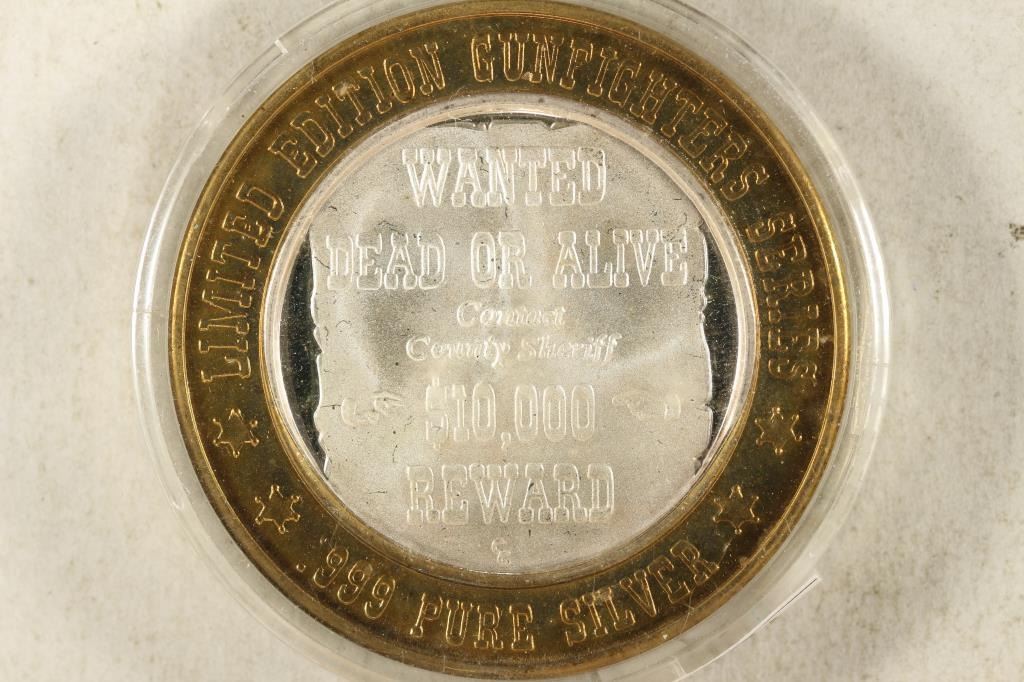 LIMITED EDITION GUNFIGHTERS SERIES
WANTED
DEAD OR ALIVE
Contact
County Sheriff
$10,000
REWARD
.999 PURE SILVER